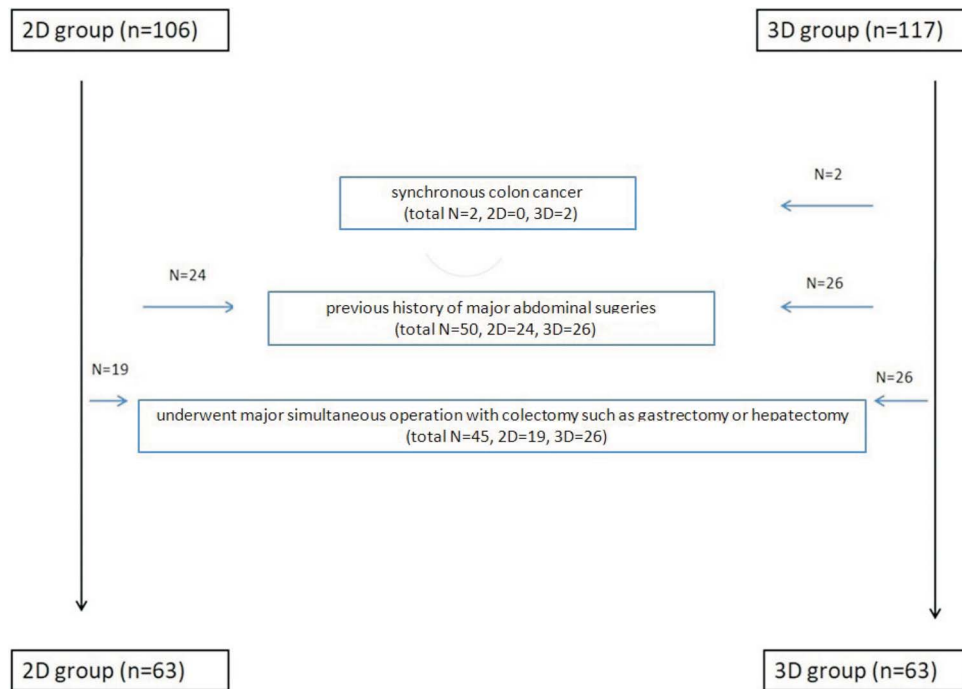 2D group (n=106)
3D group (n=117)
N=2
synchronous colon cancer
(total N=2, 2D=0, 3D=2)
N=24
N=26
previous history of major abdominal sugeries
(total N=50, 2D=24, 3D=26)
N=19
N=26
underwent major simultaneous operation with colectomy such as gastrectomy or hepatectomy
(total N=45, 2D=19, 3D=26)
2D group (n=63)
3D group (n=63)